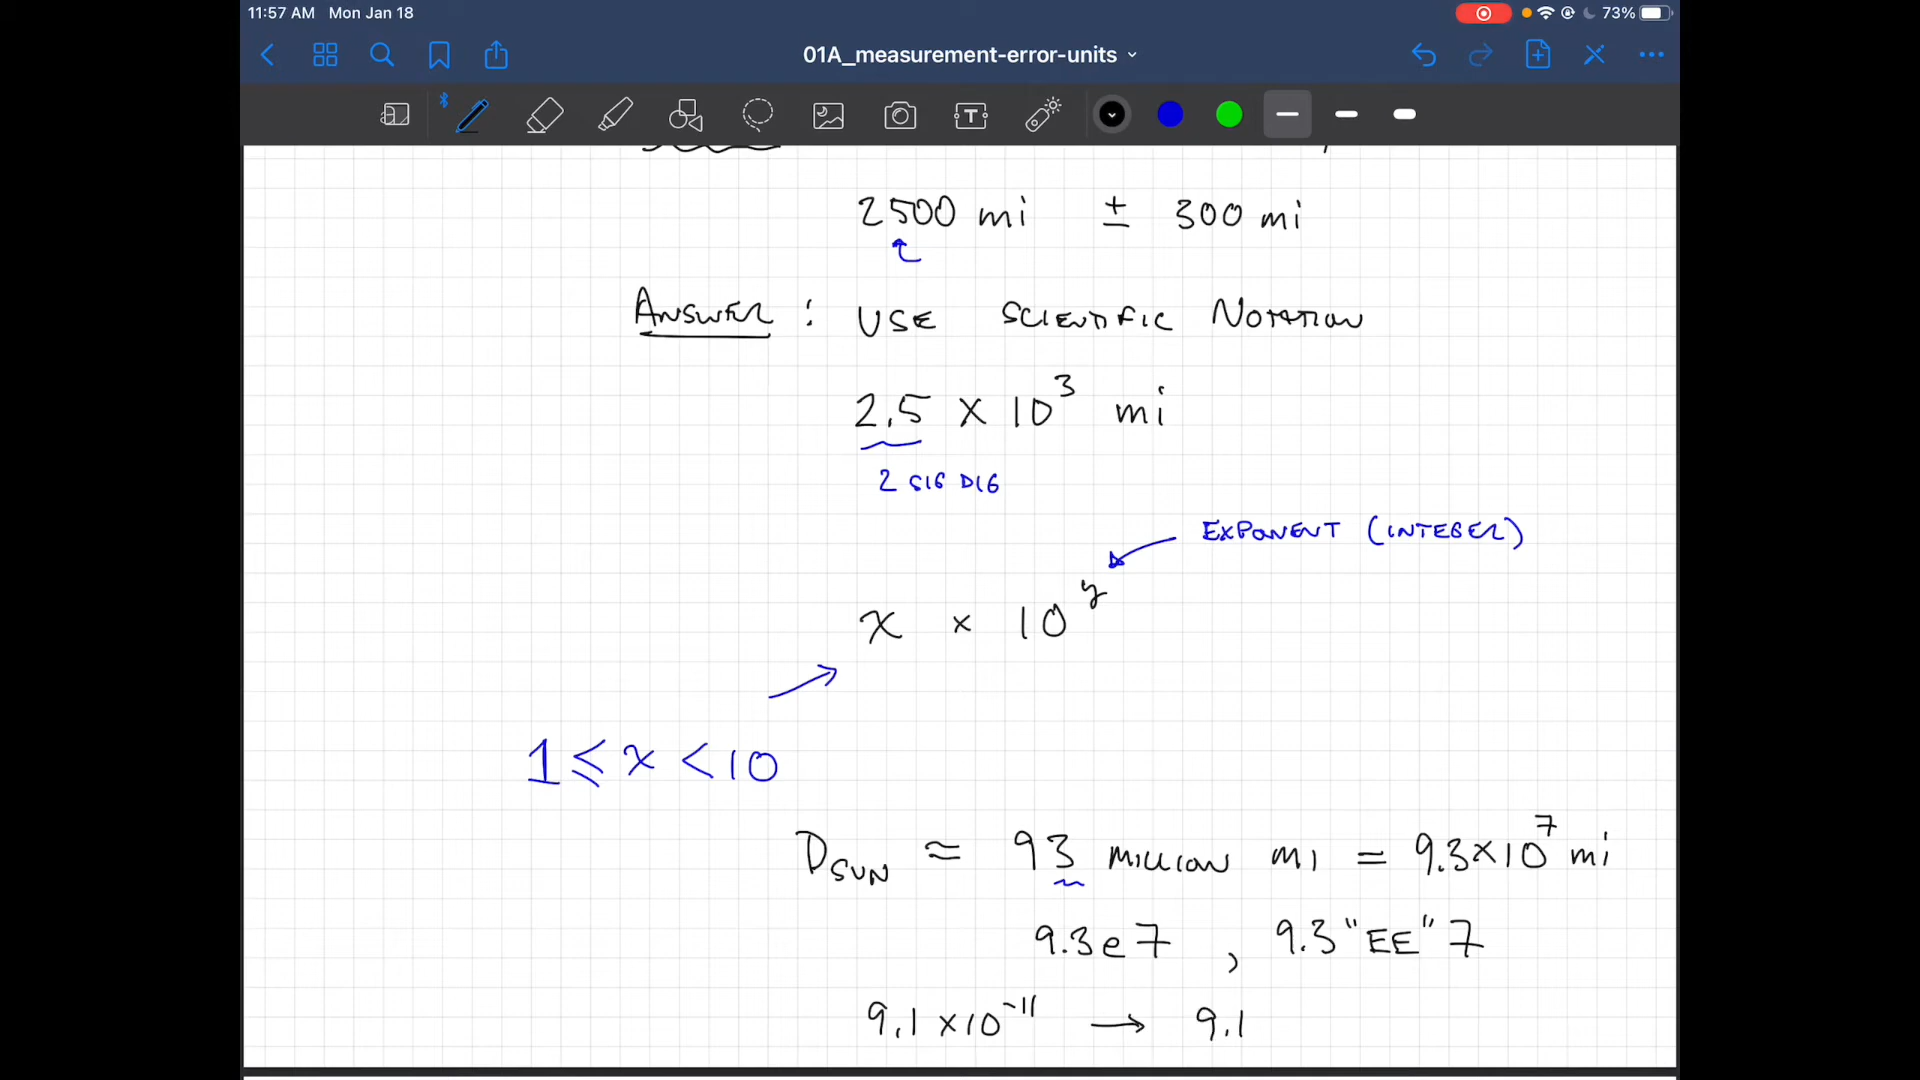 11:57 AM Mon Jan 18
73%
01A_measurement-error-units
T
2500 mi ± 300 mi
ANSWER : USE SCIENTIFIC NOTATION
2.5 × 10³ mi
2 SIG DIG
EXPONENT (INTEGER)
x × 10^y
1 ≤ x < 10
D_SUN ≈ 93 MILLION MI = 9.3×10⁷ mi
9.3e7 , 9.3 "EE" 7
9.1 ×10⁻¹¹ → 9.1